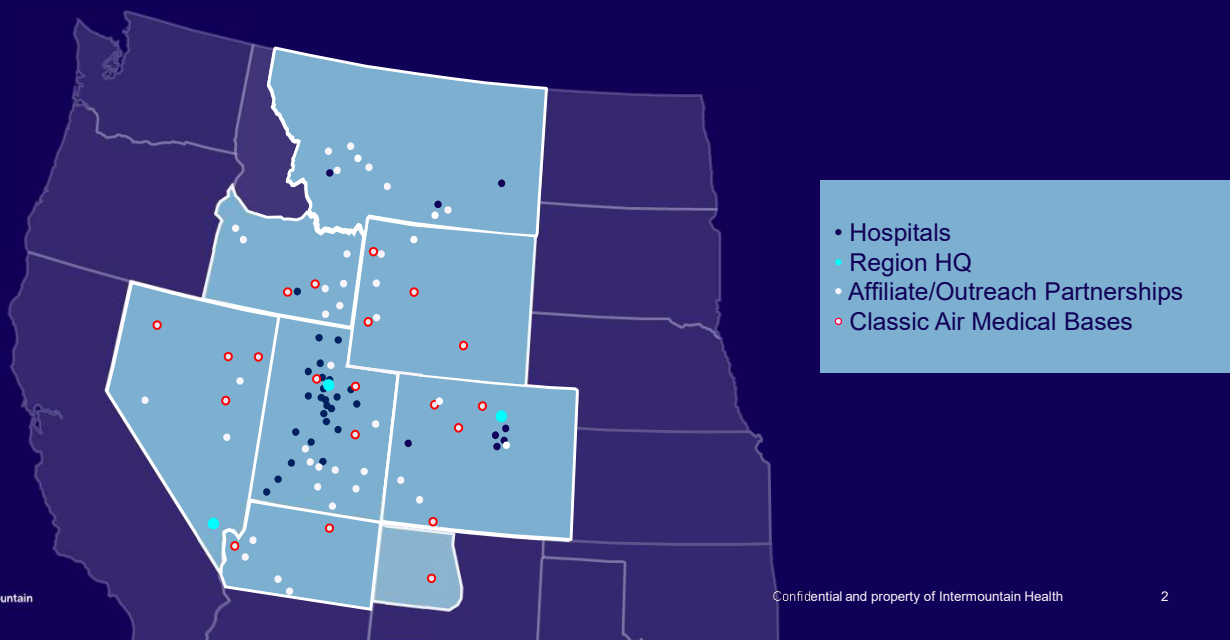 • Hospitals
• Region HQ
• Affiliate/Outreach Partnerships
Classic Air Medical Bases
untain
Confidential and property of Intermountain Health
2